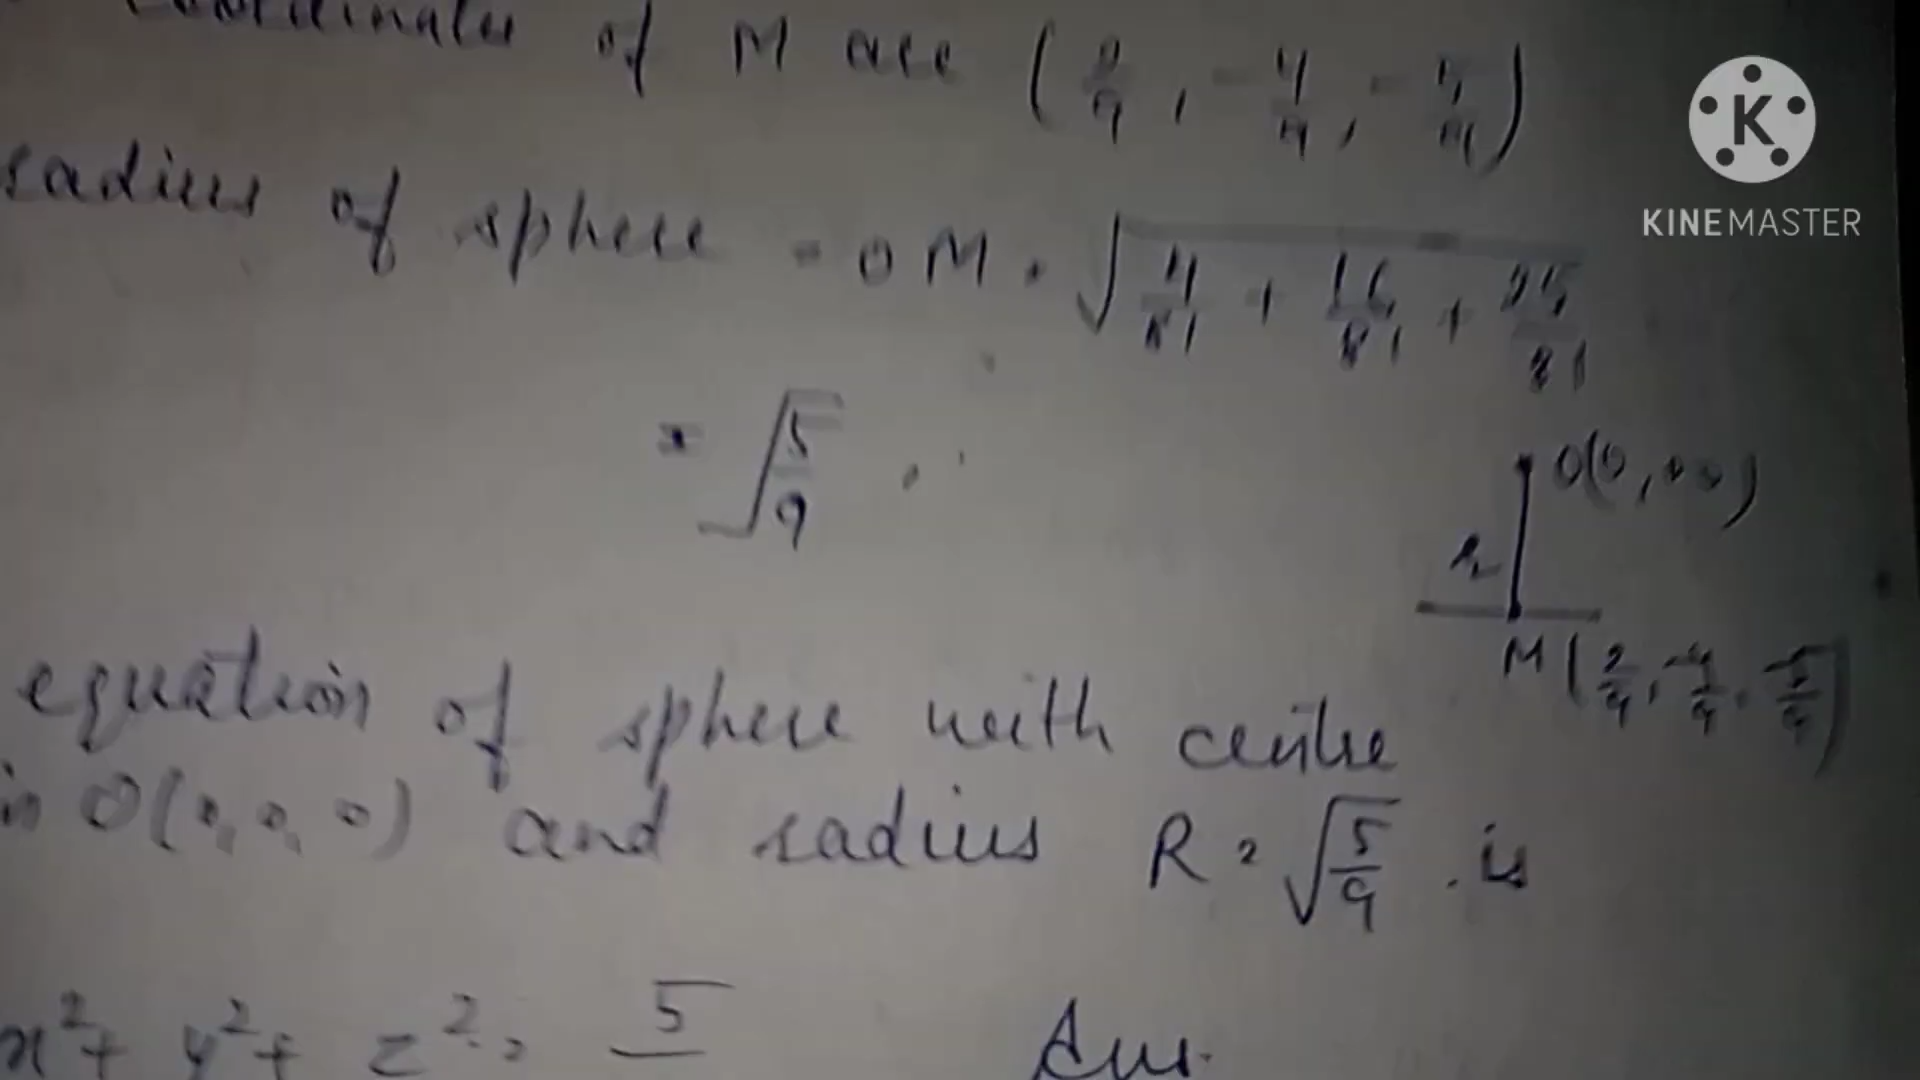 coordinates of M are (2/9, -4/9, -5/9)
radius of sphere = OM = √(4/81 + 16/81 + 25/81)
= √(5/9)
O(0, 0 0)
r
M(2/9, -4/9, -5/9)
equation of sphere with centre
in O(0, 0, 0) and radius R = √(5/9) is
x² + y² + z² = 5
Ans.
K
KINEMASTER